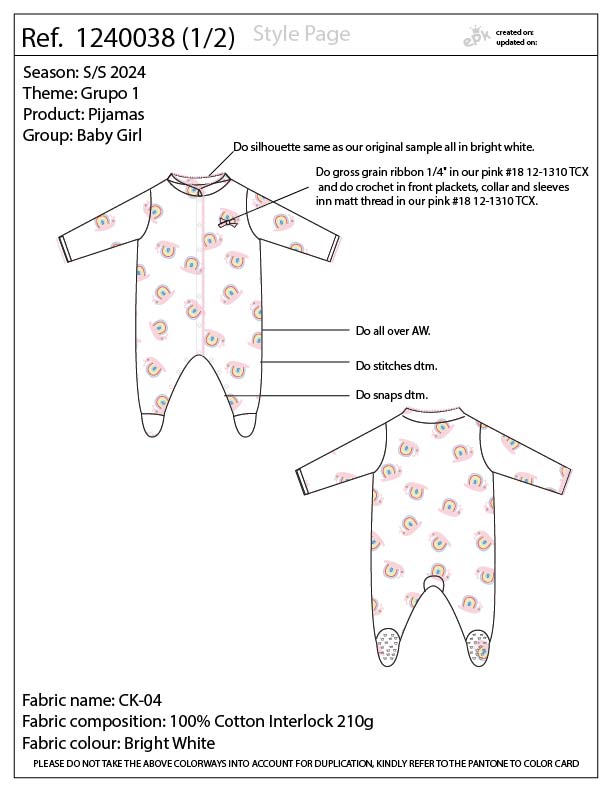 Ref. 1240038 (1/2)
Style Page
epk
created on:
updated on:
Season: S/S 2024
Theme: Grupo 1
Product: Pijamas
Group: Baby Girl
Do silhouette same as our original sample all in bright white.
Do gross grain ribbon 1/4" in our pink #18 12-1310 TCX
and do crochet in front plackets, collar and sleeves
inn matt thread in our pink #18 12-1310 TCX.
Do all over AW.
Do stitches dtm.
Do snaps dtm.
Fabric name: CK-04
Fabric composition: 100% Cotton Interlock 210g
Fabric colour: Bright White
PLEASE DO NOT TAKE THE ABOVE COLORWAYS INTO ACCOUNT FOR DUPLICATION, KINDLY REFER TO THE PANTONE TO COLOR CARD